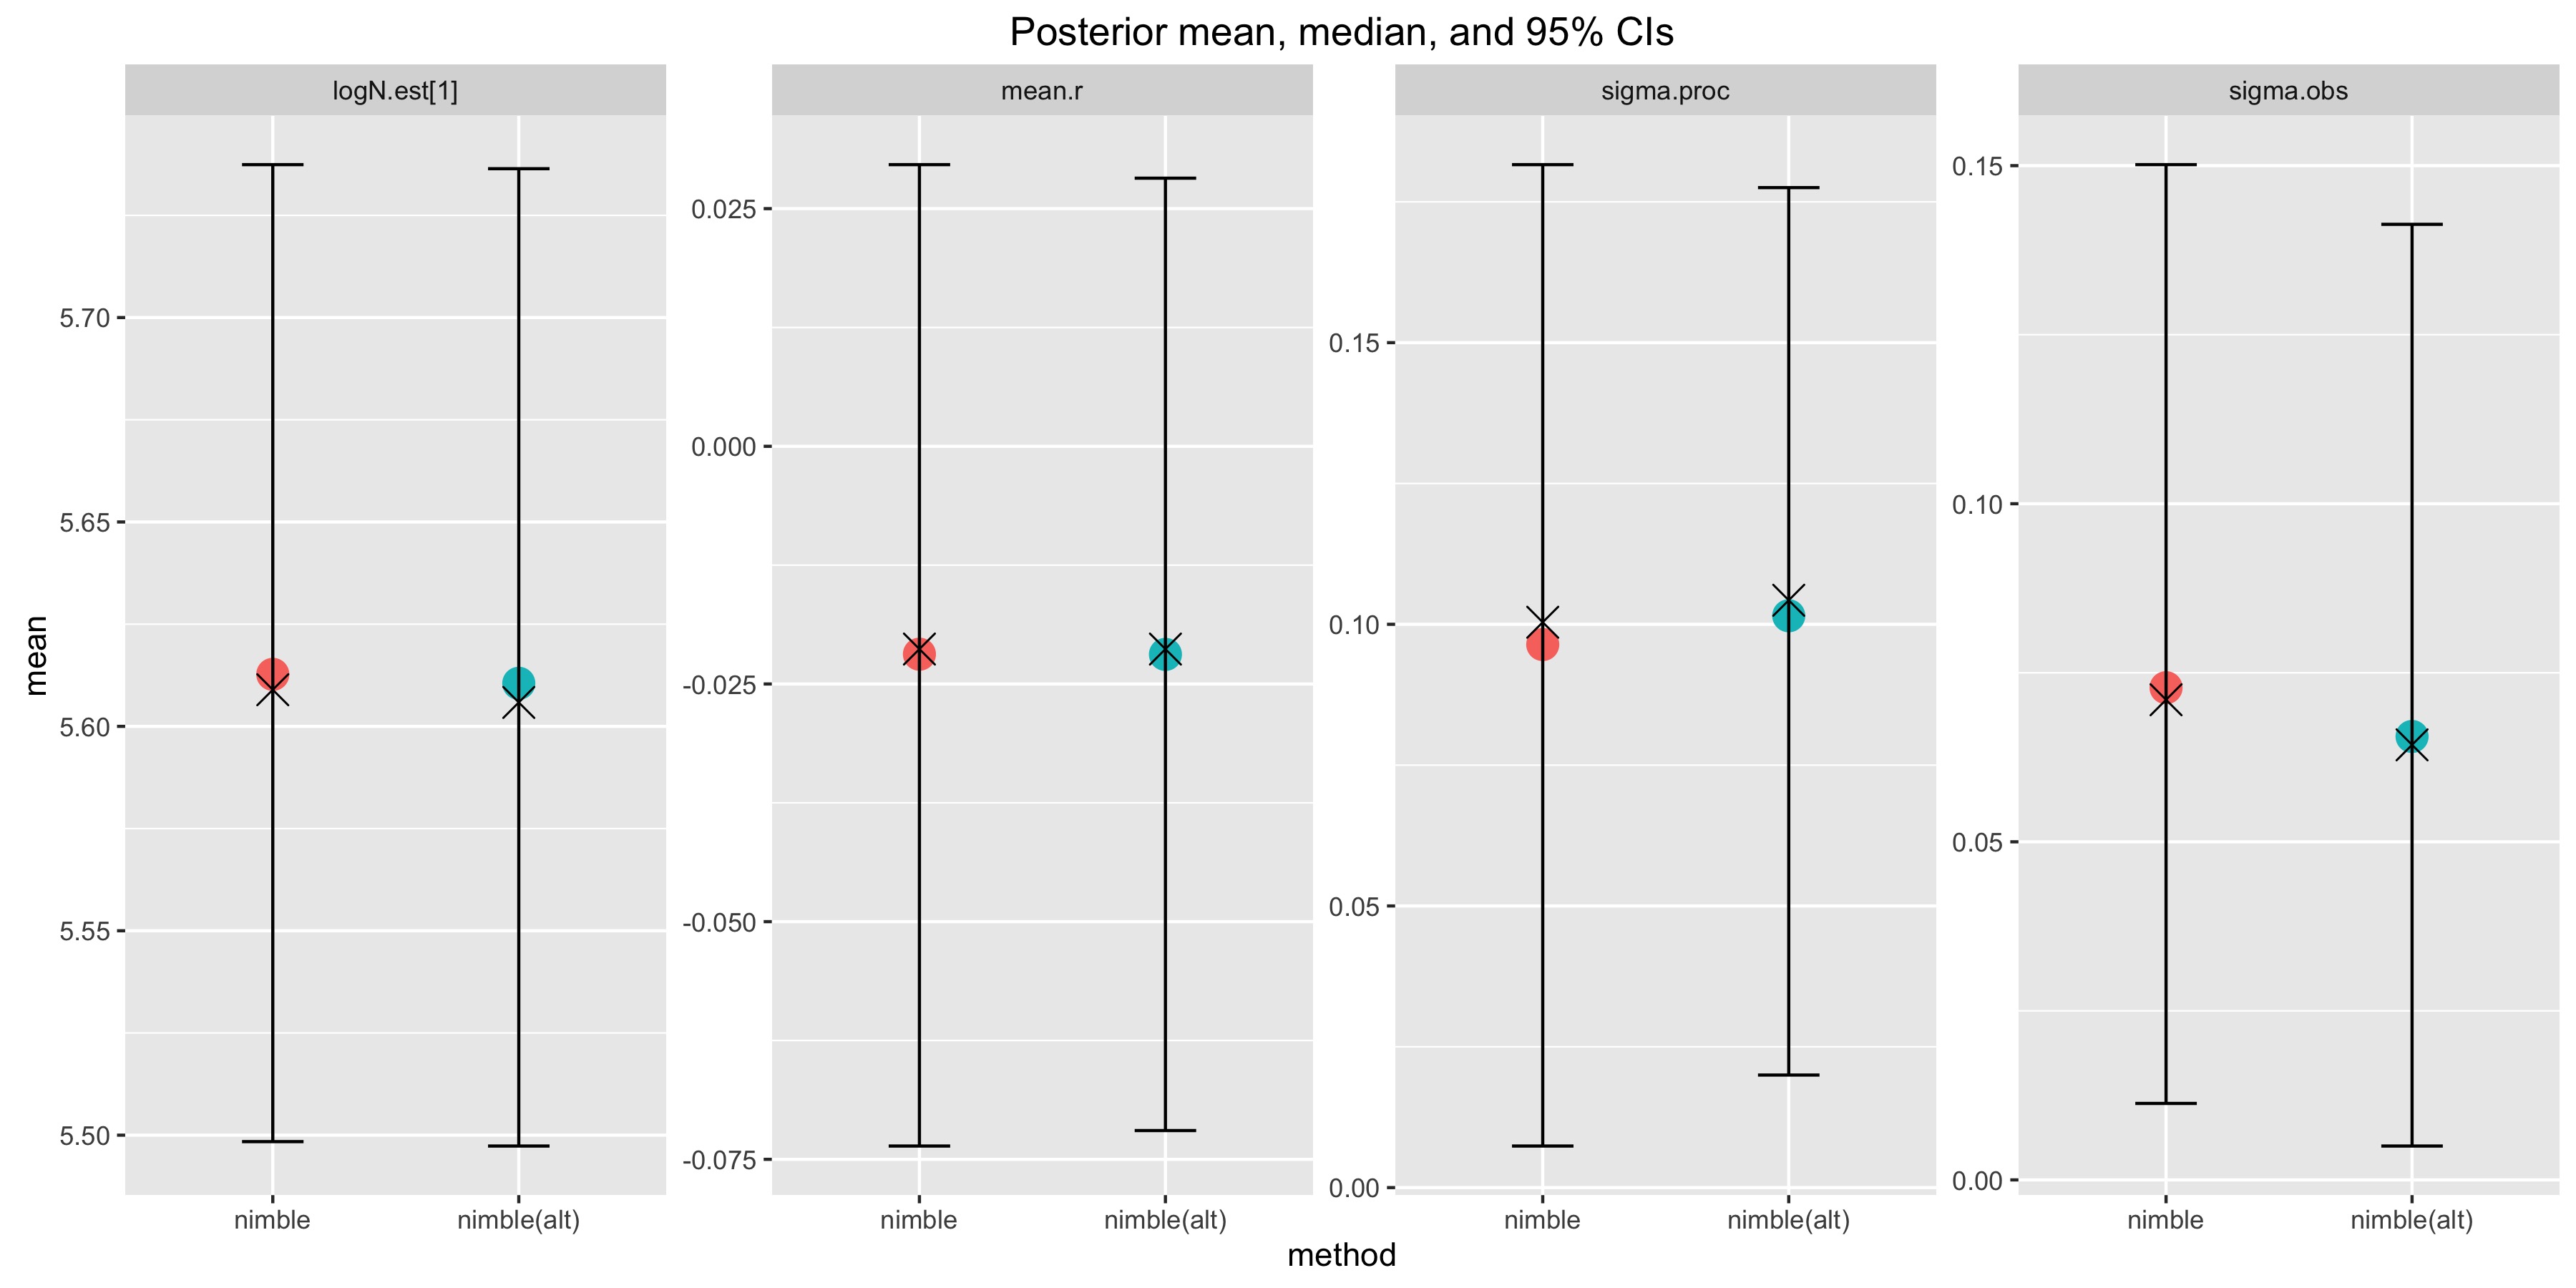 Posterior mean, median, and 95% CIs
logN.est[1]
mean.r
sigma.proc
sigma.obs
mean
5.70
5.65
5.60
5.55
5.50
0.025
0.000
-0.025
-0.050
-0.075
0.15
0.10
0.05
0.00
0.15
0.10
0.05
0.00
nimble nimble(alt)
nimble nimble(alt)
nimble nimble(alt)
nimble nimble(alt)
method